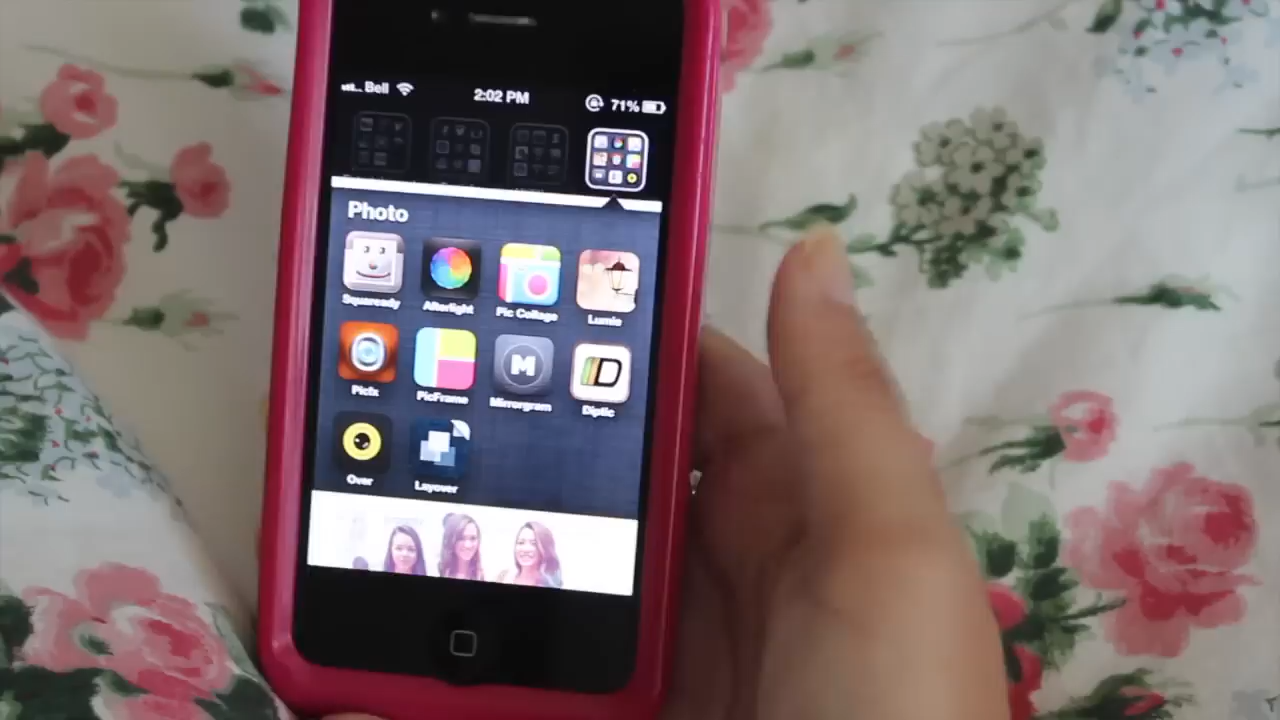 Bell 2:02 PM 71%
Photo
Squaready Afterlight Pic Collage Lumie
Picfx PicFrame Mirrorgram Diptic
M D
Over Layover